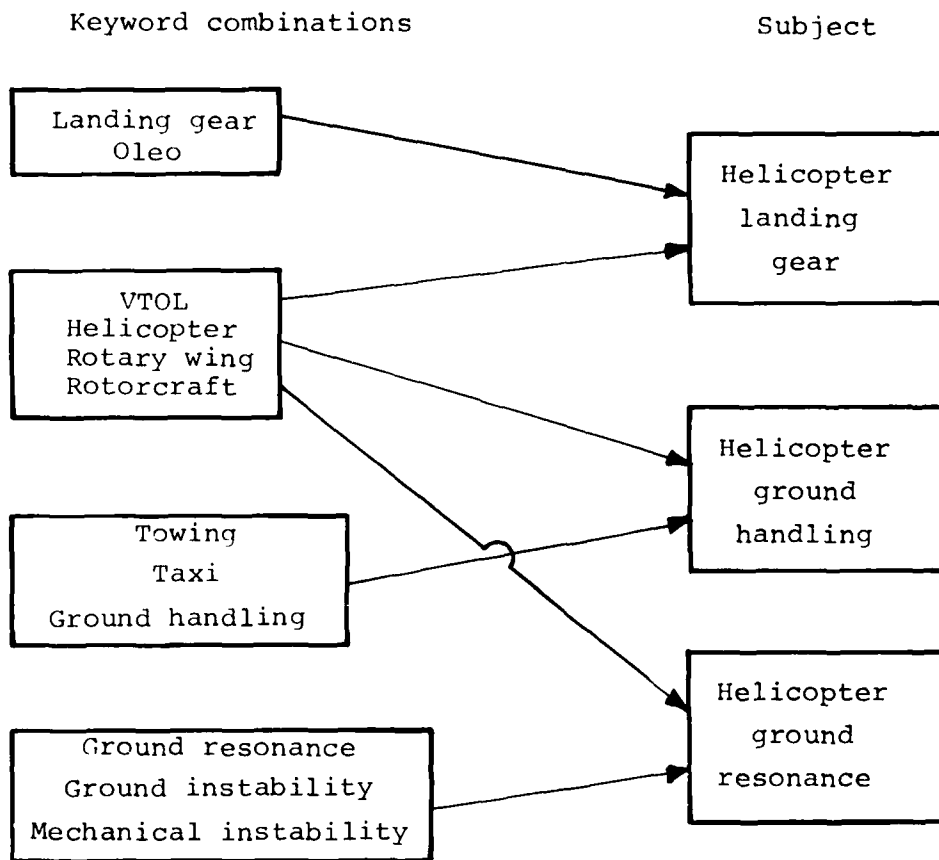 Keyword combinations
Subject
Landing gear
Oleo
Helicopter
landing
gear
VTOL
Helicopter
Rotary wing
Rotorcraft
Helicopter
ground
handling
Towing
Taxi
Ground handling
Helicopter
ground
resonance
Ground resonance
Ground instability
Mechanical instability